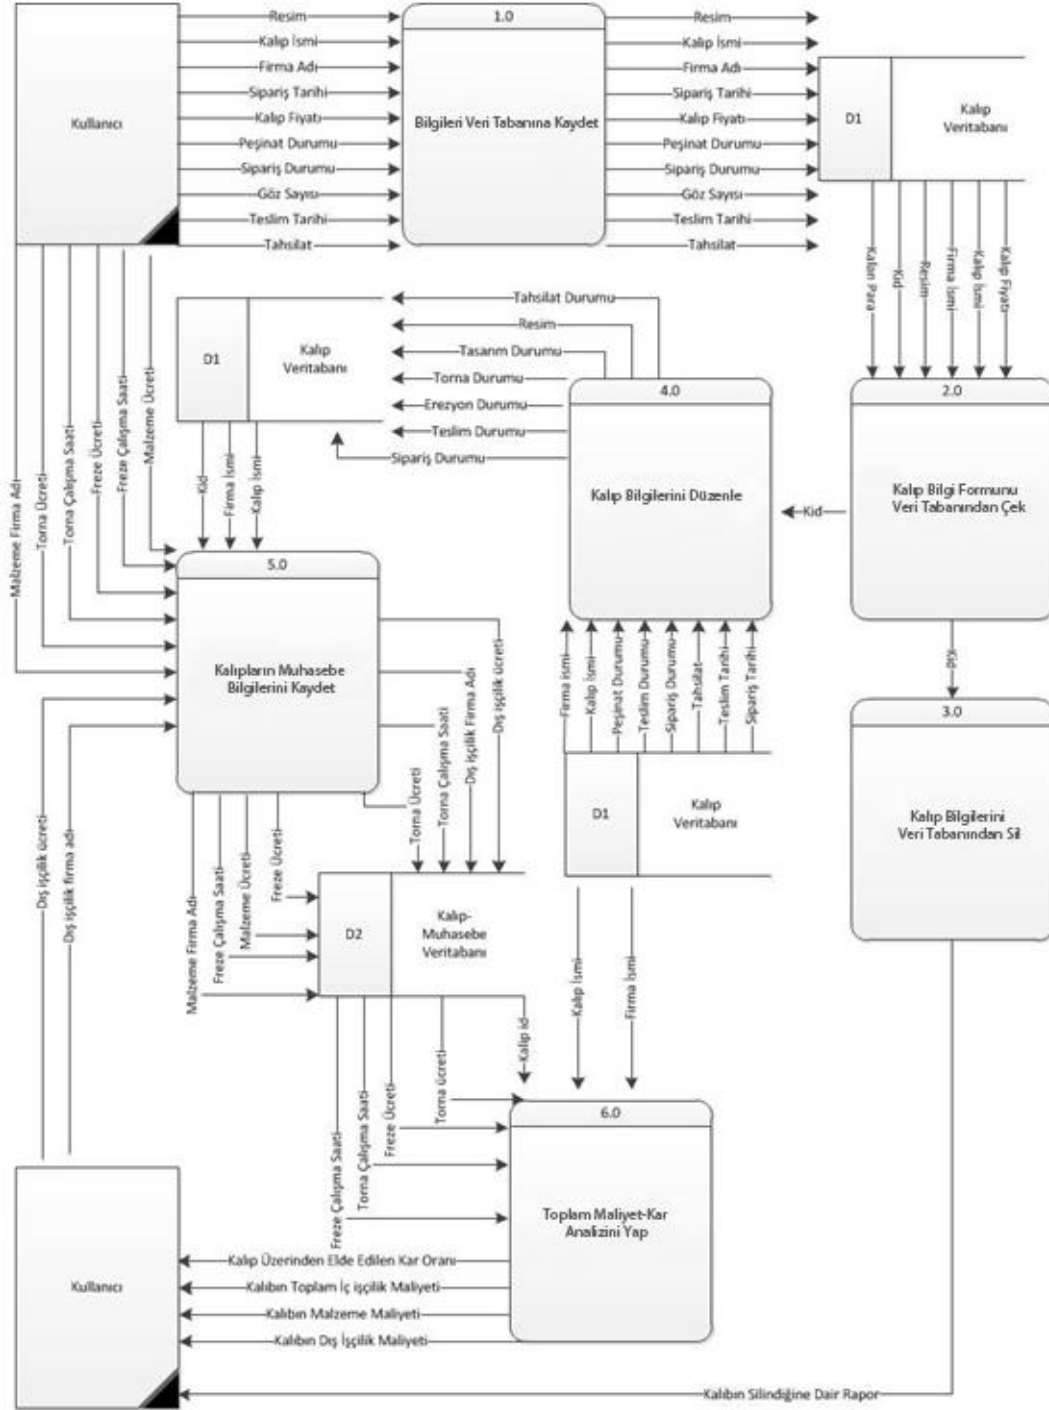 Kullanıcı
Resim
Kalıp İsmi
Firma Adı
Sipariş Tarihi
Kalıp Fiyatı
Peşinat Durumu
Sipariş Durumu
Göz Sayısı
Teslim Tarihi
Tahsilat
1.0
Bilgileri Veri Tabanına Kaydet
Resim
Kalıp İsmi
Firma Adı
Sipariş Tarihi
Kalıp Fiyatı
Peşinat Durumu
Sipariş Durumu
Göz Sayısı
Teslim Tarihi
Tahsilat
D1
Kalıp
Veritabanı
Kalan Para
Kid
Resim
Firma İsmi
Kalıp İsmi
Kalıp Fiyatı
2.0
Kalıp Bilgi Formunu
Veri Tabanından Çek
Kid
Kid
3.0
Kalıp Bilgilerini
Veri Tabanından Sil
4.0
Kalıp Bilgilerini Düzenle
Tahsilat Durumu
Resim
Tasarım Durumu
Torna Durumu
Erezyon Durumu
Teslim Durumu
Sipariş Durumu
D1
Kalıp
Veritabanı
Kid
Firma İsmi
Kalıp İsmi
Malzeme Firma Adı
Torna Ücreti
Torna Çalışma Saati
Freze Ücreti
Freze Çalışma Saati
Malzeme Ücreti
5.0
Kalıpların Muhasebe
Bilgilerini Kaydet
Dış işçilik ücreti
Dış işçilik firma adı
Malzeme Firma Adı
Freze Çalışma Saati
Malzeme Ücreti
Freze Ücreti
Torna Ücreti
Torna Çalışma Saati
Dış işçilik Firma Adı
Dış işçilik ücreti
Firma ismi
Kalıp İsmi
Peşinat Durumu
Teslim Durumu
Sipariş Durumu
Tahsilat
Teslim Tarihi
Sipariş Tarihi
D1
Kalıp
Veritabanı
Kalıp İsmi
Firma İsmi
D2
Kalıp-
Muhasebe
Veritabanı
Freze Çalışma Saati
Torna Çalışma Saati
Freze Ücreti
Torna ücreti
Kalıp id
6.0
Toplam Maliyet-Kar
Analizini Yap
Kalıp Üzerinden Elde Edilen Kar Oranı
Kalıbın Toplam İç işçilik Maliyeti
Kalıbın Malzeme Maliyeti
Kalıbın Dış İşçilik Maliyeti
Kullanıcı
Kalıbın Silindiğine Dair Rapor